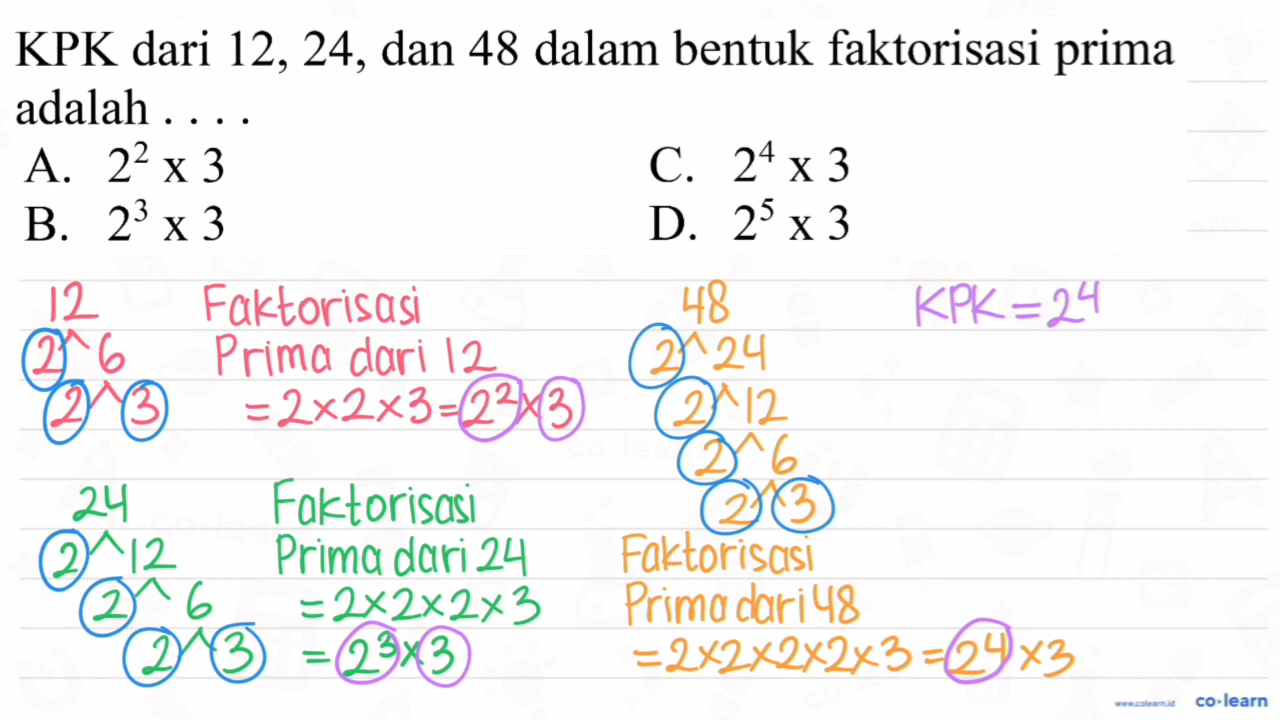 KPK dari 12, 24, dan 48 dalam bentuk faktorisasi prima
adalah . . . .
A. 2² x 3
B. 2³ x 3
C. 2⁴ x 3
D. 2⁵ x 3
12
2 ^ 6
2 ^ 3
Faktorisasi
Prima dari 12
= 2 × 2 × 3 = 2² × 3
24
2 ^ 12
2 ^ 6
2 ^ 3
Faktorisasi
Prima dari 24
= 2 × 2 × 2 × 3
= 2³ × 3
48
2 ^ 24
2 ^ 12
2 ^ 6
2 ^ 3
Faktorisasi
Prima dari 48
= 2 × 2 × 2 × 2 × 3 = 2⁴ × 3
KPK = 2⁴
www.colearn.id
co·learn